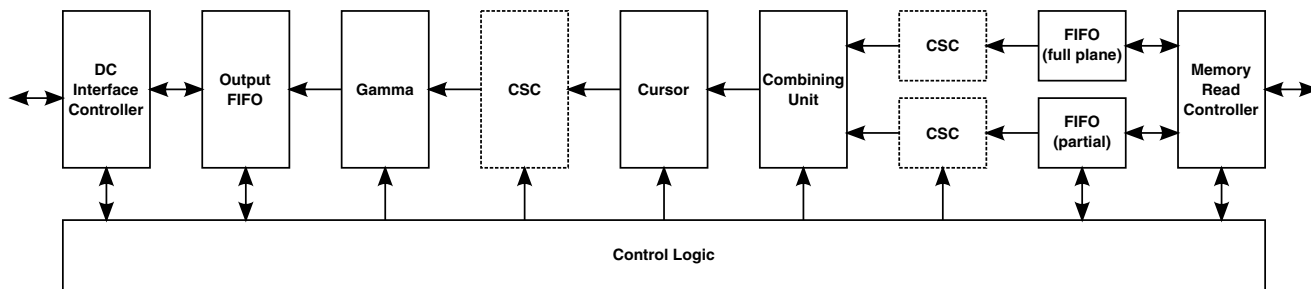 DC
Interface
Controller
Output
FIFO
Gamma
CSC
Cursor
Combining
Unit
CSC
CSC
FIFO
(full plane)
FIFO
(partial)
Memory
Read
Controller
Control Logic